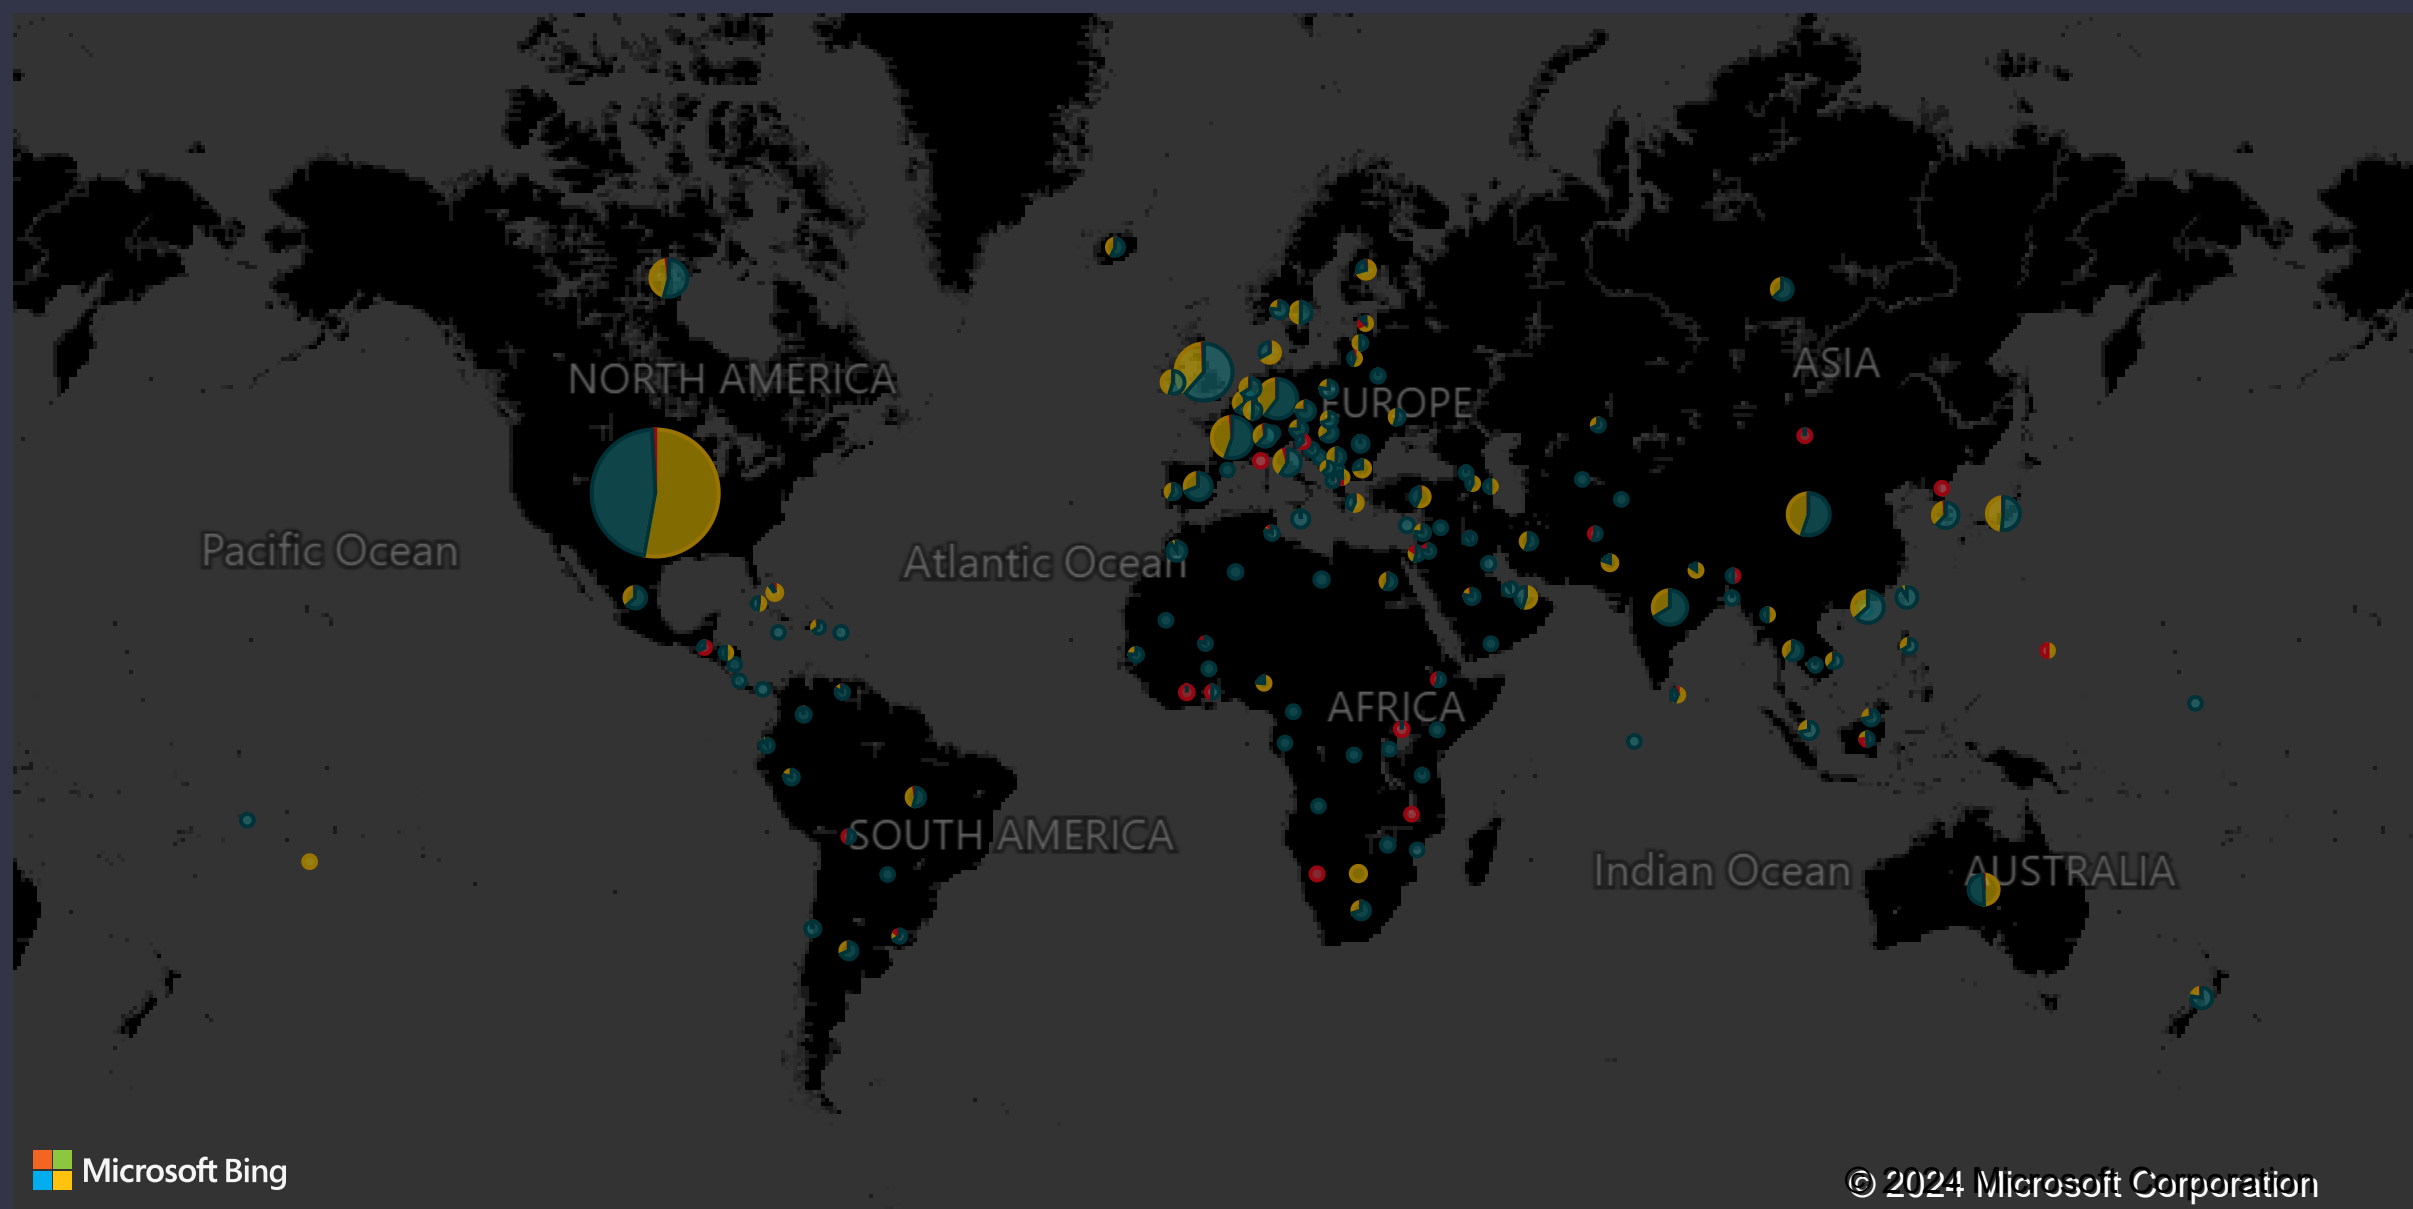 NORTH AMERICA
ASIA
EUROPE
Pacific Ocean
Atlantic Ocean
AFRICA
SOUTH AMERICA
Indian Ocean
AUSTRALIA
Microsoft Bing
© 2024 Microsoft Corporation